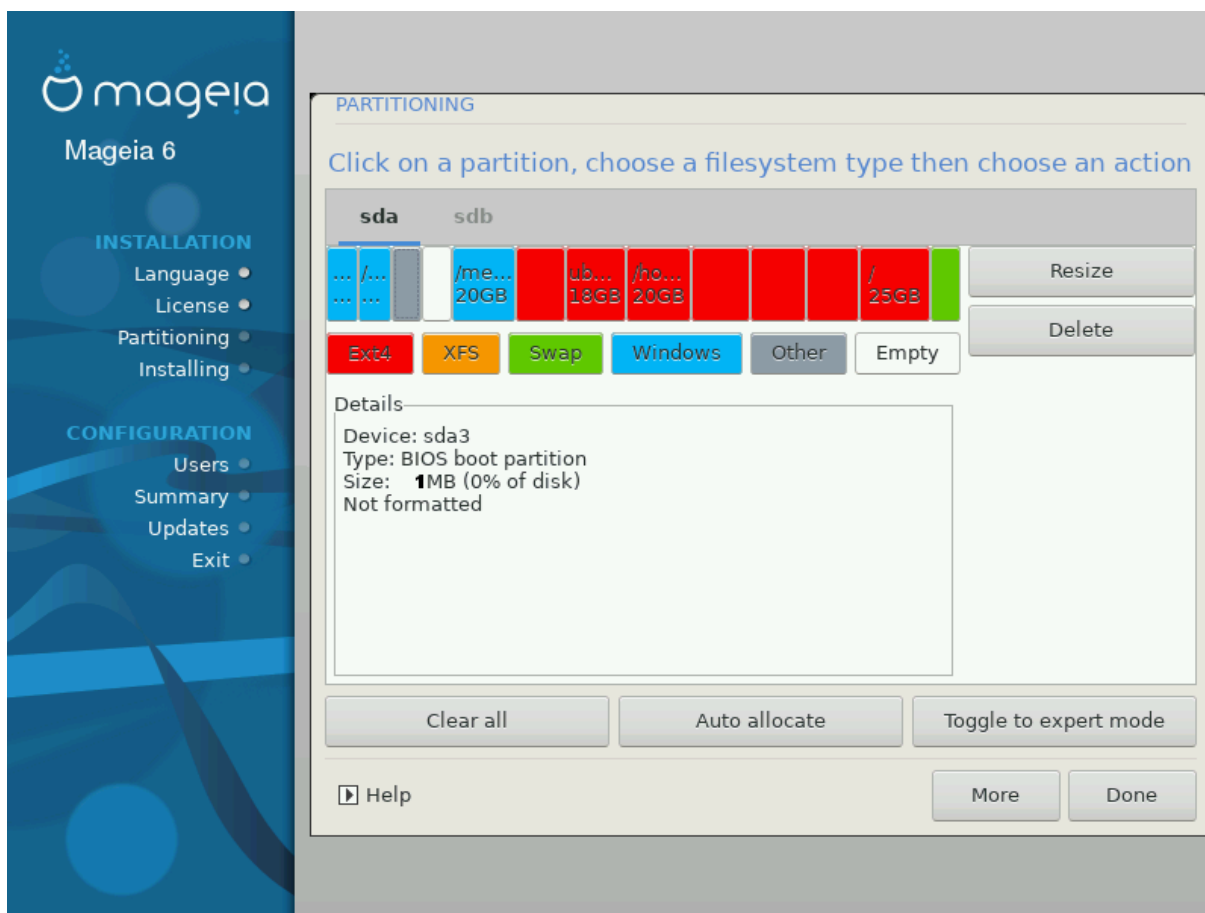 mageia
Mageia 6
INSTALLATION
Language
License
Partitioning
Installing
CONFIGURATION
Users
Summary
Updates
Exit
PARTITIONING
Click on a partition, choose a filesystem type then choose an action
sda sdb
... /... /me... ub... /ho... /
... ... 20GB 18GB 20GB 25GB
Resize
Delete
Ext4 XFS Swap Windows Other Empty
Details
Device: sda3
Type: BIOS boot partition
Size: 1MB (0% of disk)
Not formatted
Clear all Auto allocate Toggle to expert mode
Help More Done